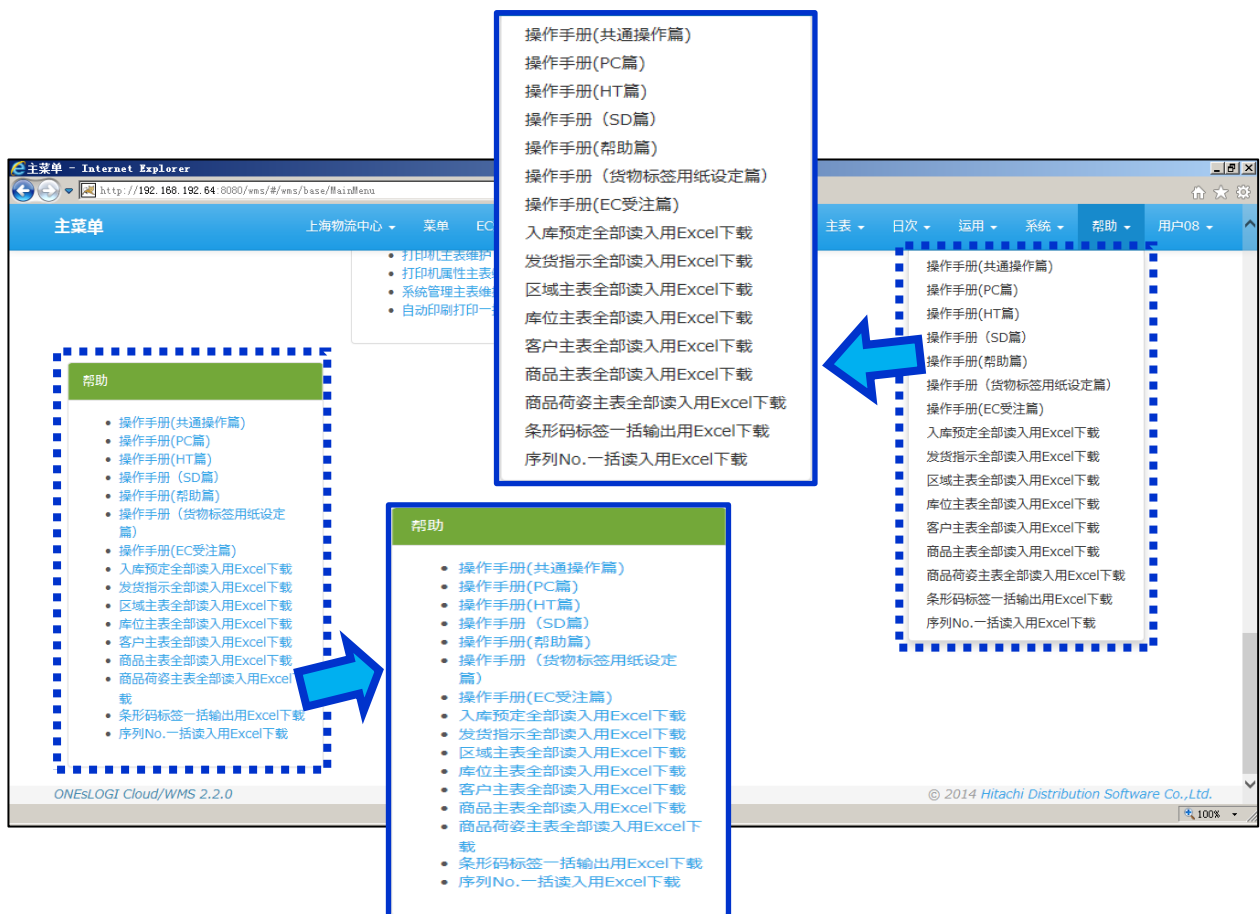 操作手册(共通操作篇)
操作手册(PC篇)
操作手册(HT篇)
操作手册（SD篇）
操作手册(帮助篇)
操作手册（货物标签用纸设定篇）
操作手册(EC受注篇)
入库预定全部读入用Excel下载
发货指示全部读入用Excel下载
区域主表全部读入用Excel下载
库位主表全部读入用Excel下载
客户主表全部读入用Excel下载
商品主表全部读入用Excel下载
商品荷姿主表全部读入用Excel下载
条形码标签一括输出用Excel下载
序列No.一括读入用Excel下载
主菜单 - Internet Explorer
http://192.168.192.64:8080/wms/#/wms/base/MainMenu
主菜单 上海物流中心 菜单 EC 主表 日次 运用 系统 帮助 用户08
打印机主表维护
打印机属性主表
系统管理主表维
自动印刷打印一
操作手册(共通操作篇)
操作手册(PC篇)
操作手册(HT篇)
操作手册（SD篇）
操作手册(帮助篇)
操作手册（货物标签用纸设定篇）
操作手册(EC受注篇)
入库预定全部读入用Excel下载
发货指示全部读入用Excel下载
区域主表全部读入用Excel下载
库位主表全部读入用Excel下载
客户主表全部读入用Excel下载
商品主表全部读入用Excel下载
商品荷姿主表全部读入用Excel下载
条形码标签一括输出用Excel下载
序列No.一括读入用Excel下载
帮助
操作手册(共通操作篇)
操作手册(PC篇)
操作手册(HT篇)
操作手册（SD篇）
操作手册(帮助篇)
操作手册（货物标签用纸设定
篇）
操作手册(EC受注篇)
入库预定全部读入用Excel下载
发货指示全部读入用Excel下载
区域主表全部读入用Excel下载
库位主表全部读入用Excel下载
客户主表全部读入用Excel下载
商品主表全部读入用Excel下载
商品荷姿主表全部读入用Excel下
载
条形码标签一括输出用Excel下载
序列No.一括读入用Excel下载
帮助
操作手册(共通操作篇)
操作手册(PC篇)
操作手册(HT篇)
操作手册（SD篇）
操作手册(帮助篇)
操作手册（货物标签用纸设定
篇）
操作手册(EC受注篇)
入库预定全部读入用Excel下载
发货指示全部读入用Excel下载
区域主表全部读入用Excel下载
库位主表全部读入用Excel下载
客户主表全部读入用Excel下载
商品主表全部读入用Excel下载
商品荷姿主表全部读入用Excel下
载
条形码标签一括输出用Excel下载
序列No.一括读入用Excel下载
ONEsLOGI Cloud/WMS 2.2.0
© 2014 Hitachi Distribution Software Co.,Ltd.
100%